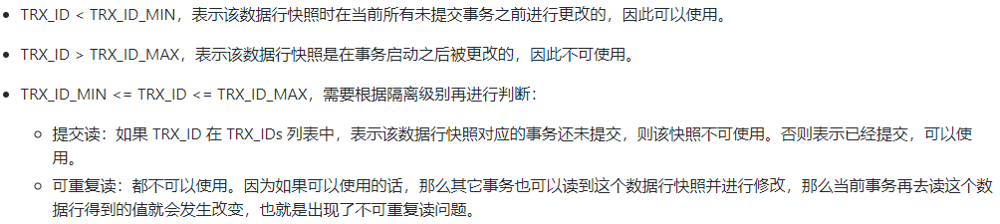 • TRX_ID < TRX_ID_MIN，表示该数据行快照时在当前所有未提交事务之前进行更改的，因此可以使用。
• TRX_ID > TRX_ID_MAX，表示该数据行快照是在事务启动之后被更改的，因此不可使用。
• TRX_ID_MIN <= TRX_ID <= TRX_ID_MAX，需要根据隔离级别再进行判断：
○ 提交读：如果 TRX_ID 在 TRX_IDs 列表中，表示该数据行快照对应的事务还未提交，则该快照不可使用。否则表示已经提交，可以使
用。
○ 可重复读：都不可以使用。因为如果可以使用的话，那么其它事务也可以读到这个数据行快照并进行修改，那么当前事务再去读这个数
据行得到的值就会发生改变，也就是出现了不可重复读问题。